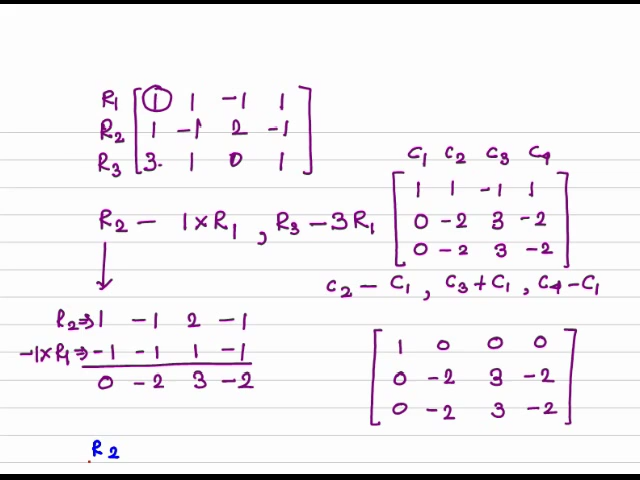 R1 [ 1 1 -1 1 ]
R2 [ 1 -1 2 -1 ]
R3 [ 3 1 0 1 ]
R2 - 1×R1 , R3 - 3R1
C1 C2 C3 C4
[ 1 1 -1 1 ]
[ 0 -2 3 -2 ]
[ 0 -2 3 -2 ]
C2 - C1 , C3+C1 , C4-C1
R2⇒ 1 -1 2 -1
-1×R1⇒ -1 -1 1 -1
0 -2 3 -2
[ 1 0 0 0 ]
[ 0 -2 3 -2 ]
[ 0 -2 3 -2 ]
R2